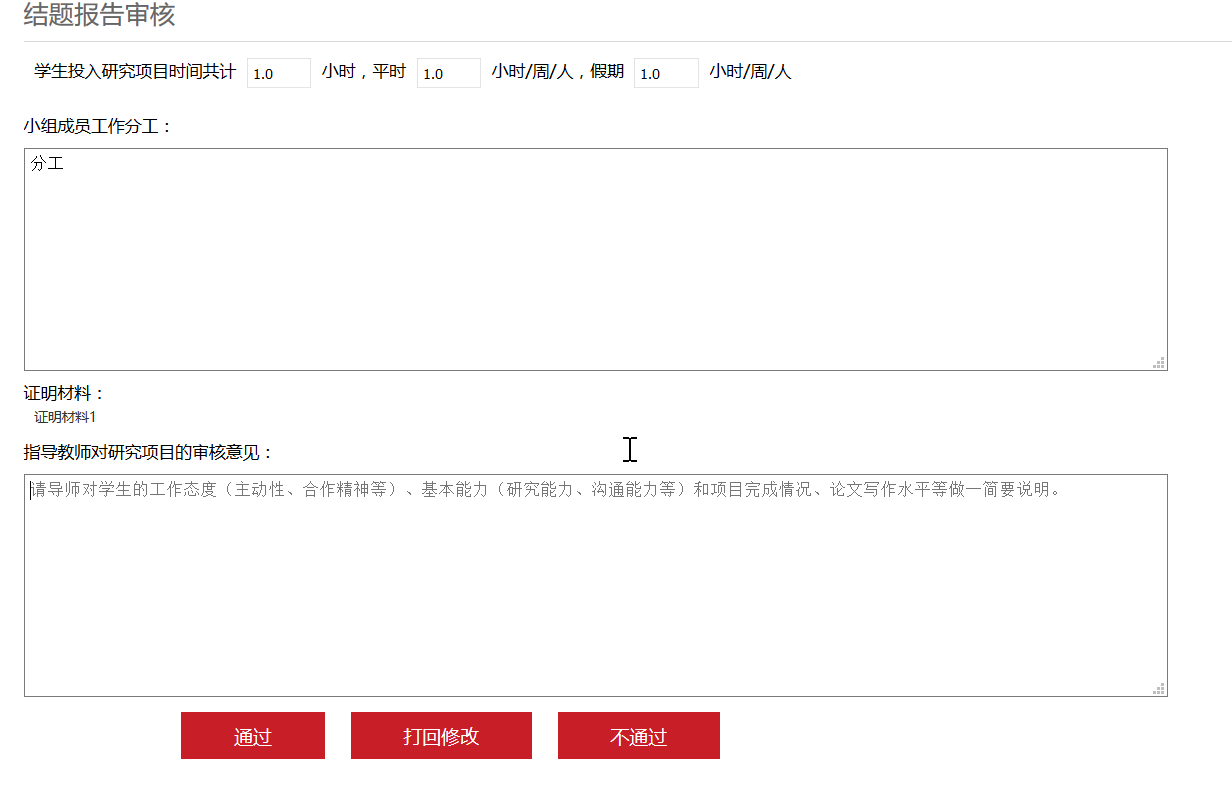 结题报告审核
学生投入研究项目时间共计 1.0 小时，平时 1.0 小时/周/人，假期 1.0 小时/周/人
小组成员工作分工：
分工
证明材料：
证明材料1
指导教师对研究项目的审核意见：
请导师对学生的工作态度（主动性、合作精神等）、基本能力（研究能力、沟通能力等）和项目完成情况、论文写作水平等做一简要说明。
通过 打回修改 不通过